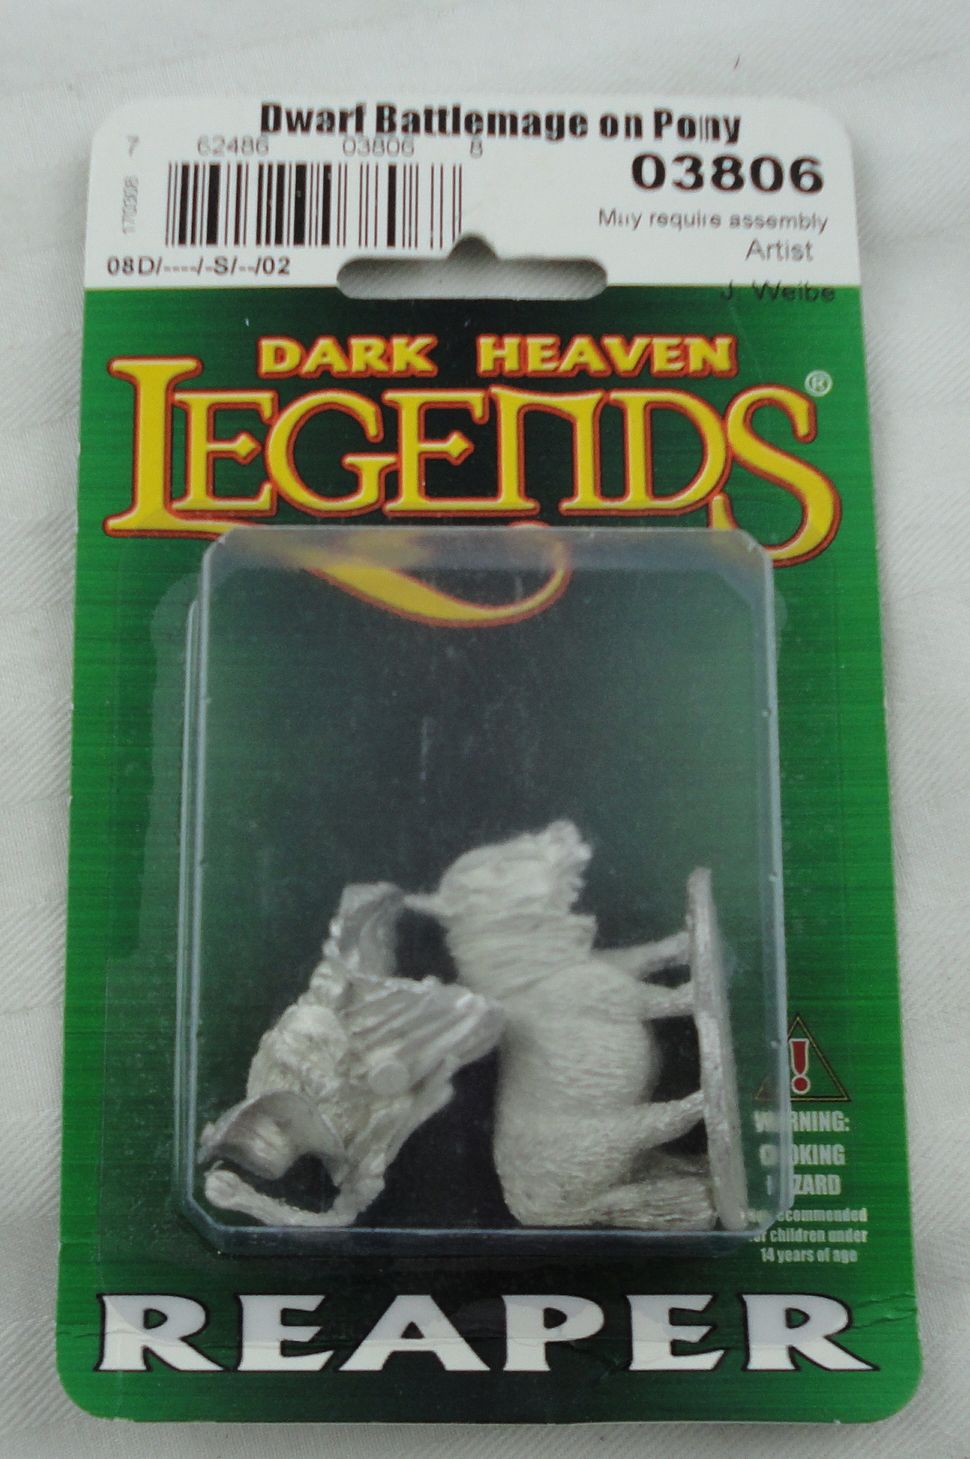 Dwarf Battlemage on Pony
7 62486 03806 8
03806
May require assembly
Artist
J. Weibe
08D/----/-S/--/02
DARK HEAVEN
LEGENDS®
WARNING:
CHOKING
HAZARD
Not recommended
for children under
14 years of age
REAPER